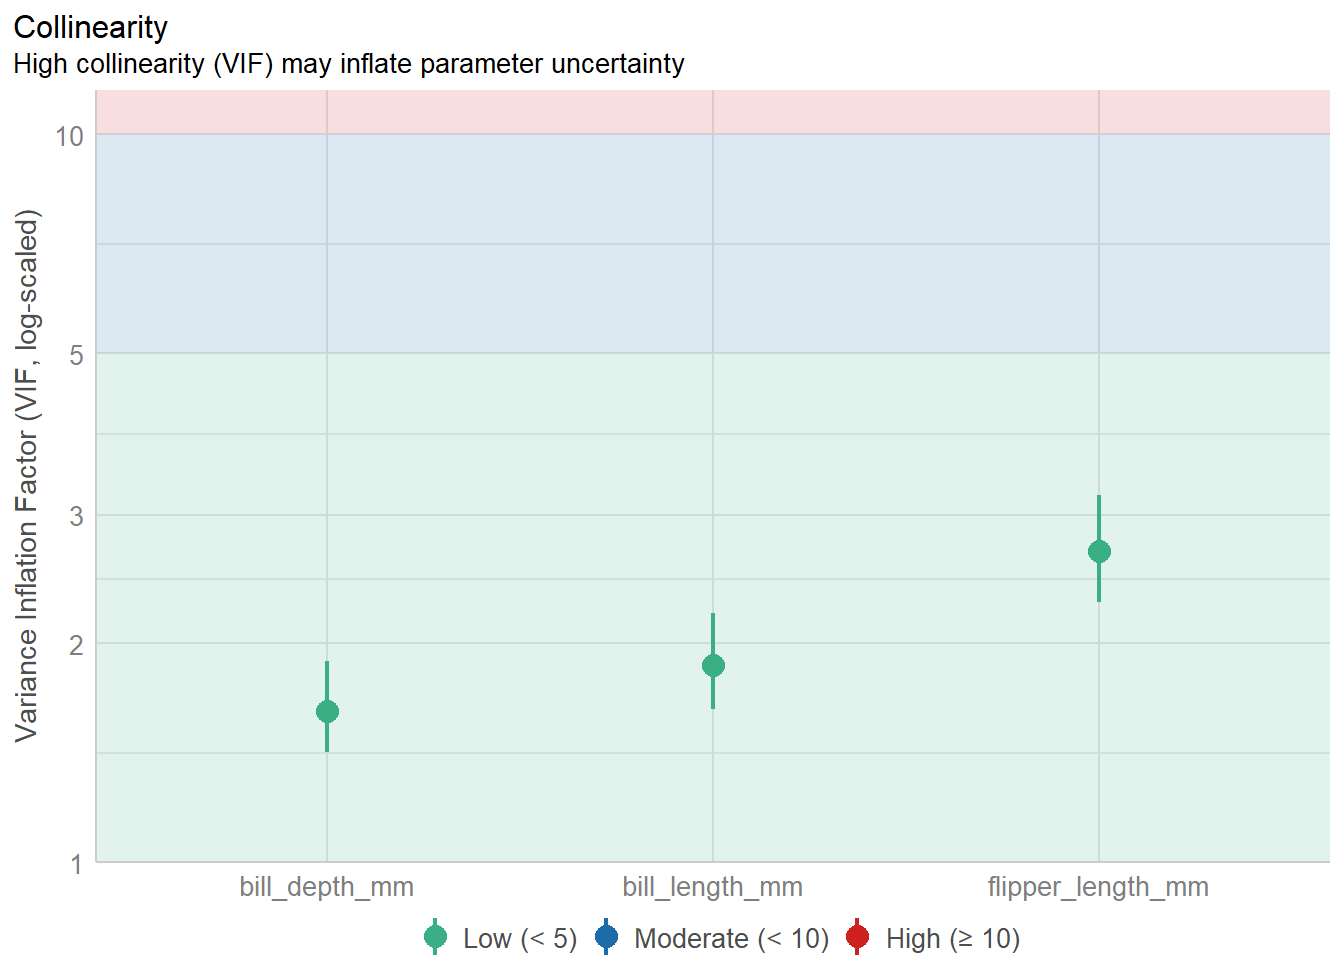 Collinearity
High collinearity (VIF) may inflate parameter uncertainty
Variance Inflation Factor (VIF, log-scaled)
10
5
3
2
1
bill_depth_mm bill_length_mm flipper_length_mm
Low (< 5) Moderate (< 10) High (≥ 10)